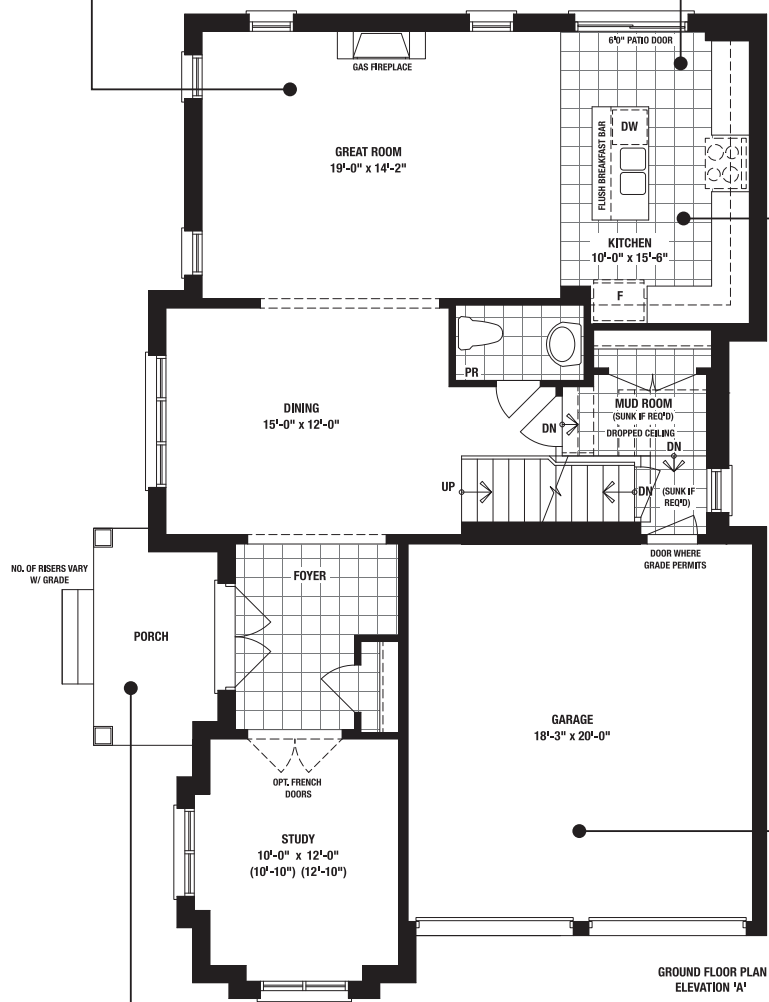 6'0" PATIO DOOR
GAS FIREPLACE
GREAT ROOM
19'-0" x 14'-2"
FLUSH BREAKFAST BAR
DW
KITCHEN
10'-0" x 15'-6"
F
PR
DINING
15'-0" x 12'-0"
MUD ROOM
(SUNK IF REQ'D)
DROPPED CEILING
DN
DN
UP
DN
(SUNK IF
REQ'D)
DOOR WHERE
GRADE PERMITS
FOYER
NO. OF RISERS VARY
W/ GRADE
PORCH
GARAGE
18'-3" x 20'-0"
OPT. FRENCH
DOORS
STUDY
10'-0" x 12'-0"
(10'-10") (12'-10")
GROUND FLOOR PLAN
ELEVATION 'A'